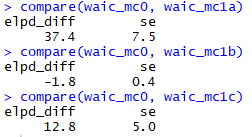 > compare(waic_mc0, waic_mc1a)
elpd_diff se
37.4 7.5
> compare(waic_mc0, waic_mc1b)
elpd_diff se
-1.8 0.4
> compare(waic_mc0, waic_mc1c)
elpd_diff se
12.8 5.0